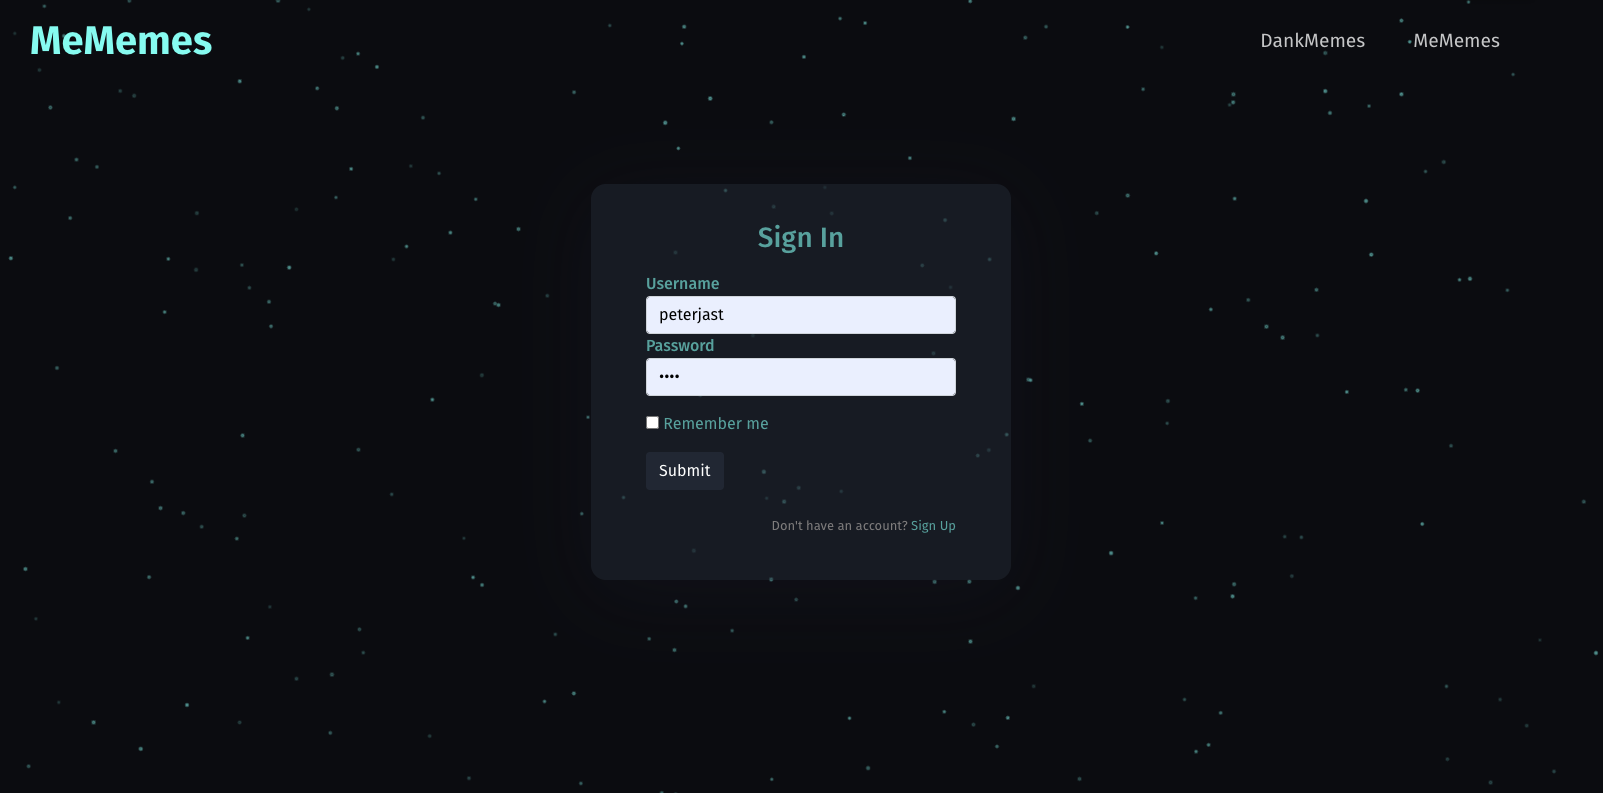 MeMemes
DankMemes
MeMemes
Sign In
Username
peterjast
Password
••••
Remember me
Submit
Don't have an account? Sign Up